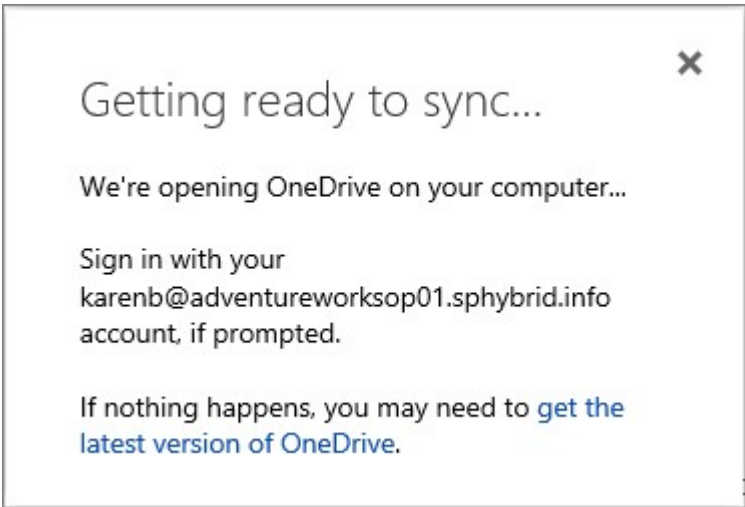 Getting ready to sync...
We're opening OneDrive on your computer...
Sign in with your
karenb@adventureworksop01.sphybrid.info
account, if prompted.
If nothing happens, you may need to get the
latest version of OneDrive.